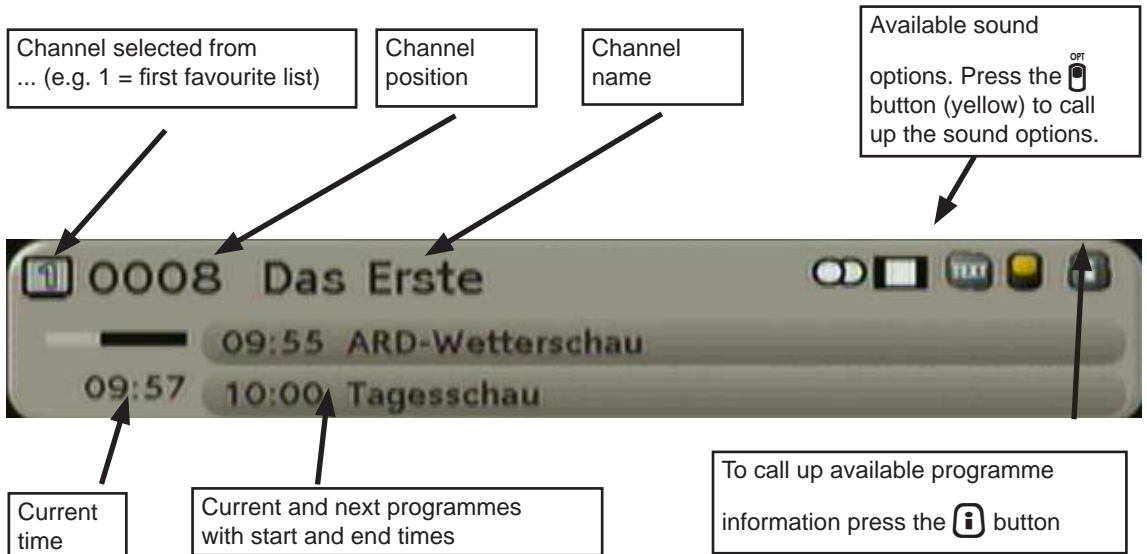 Channel selected from
... (e.g. 1 = first favourite list)
Channel
position
Channel
name
Available sound
OPT
options. Press the
button (yellow) to call
up the sound options.
1 0008 Das Erste TEXT
09:55 ARD-Wetterschau
09:57 10:00 Tagesschau
Current
time
Current and next programmes
with start and end times
To call up available programme
information press the i button